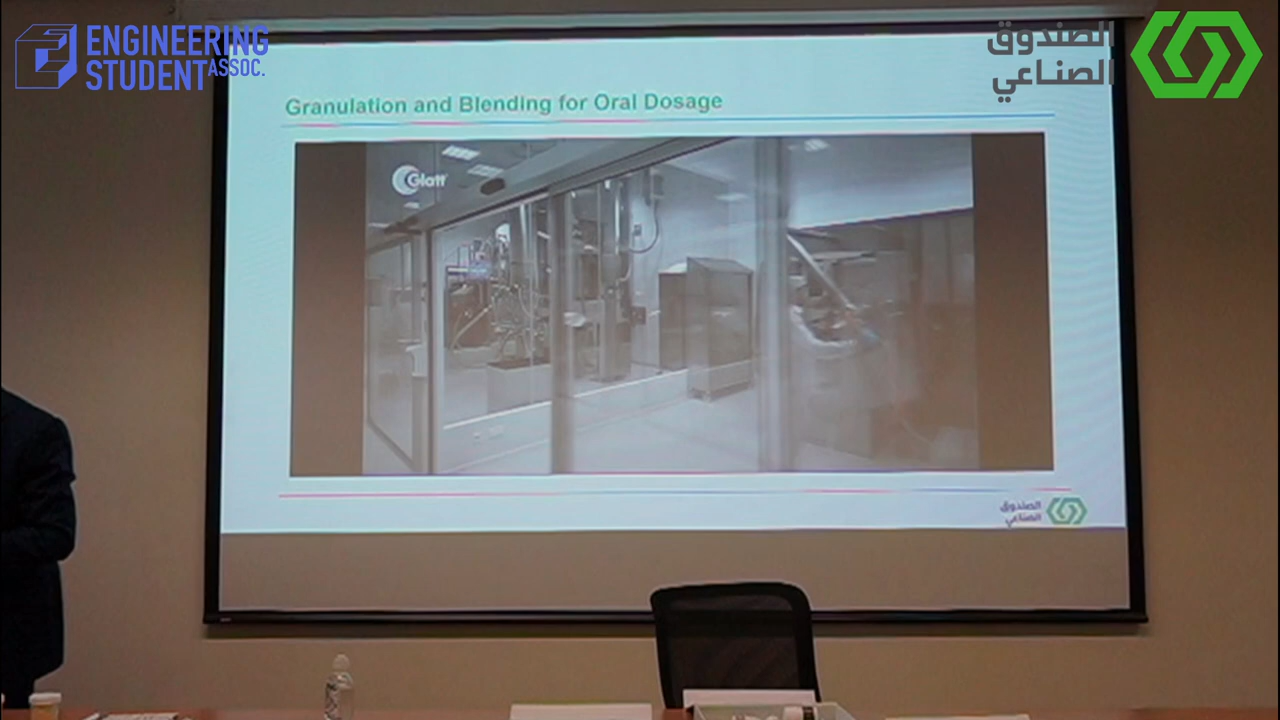 ENGINEERING
STUDENT ASSOC.
الصندوق
الصناعي
Granulation and Blending for Oral Dosage
Glatt
الصندوق
الصناعي